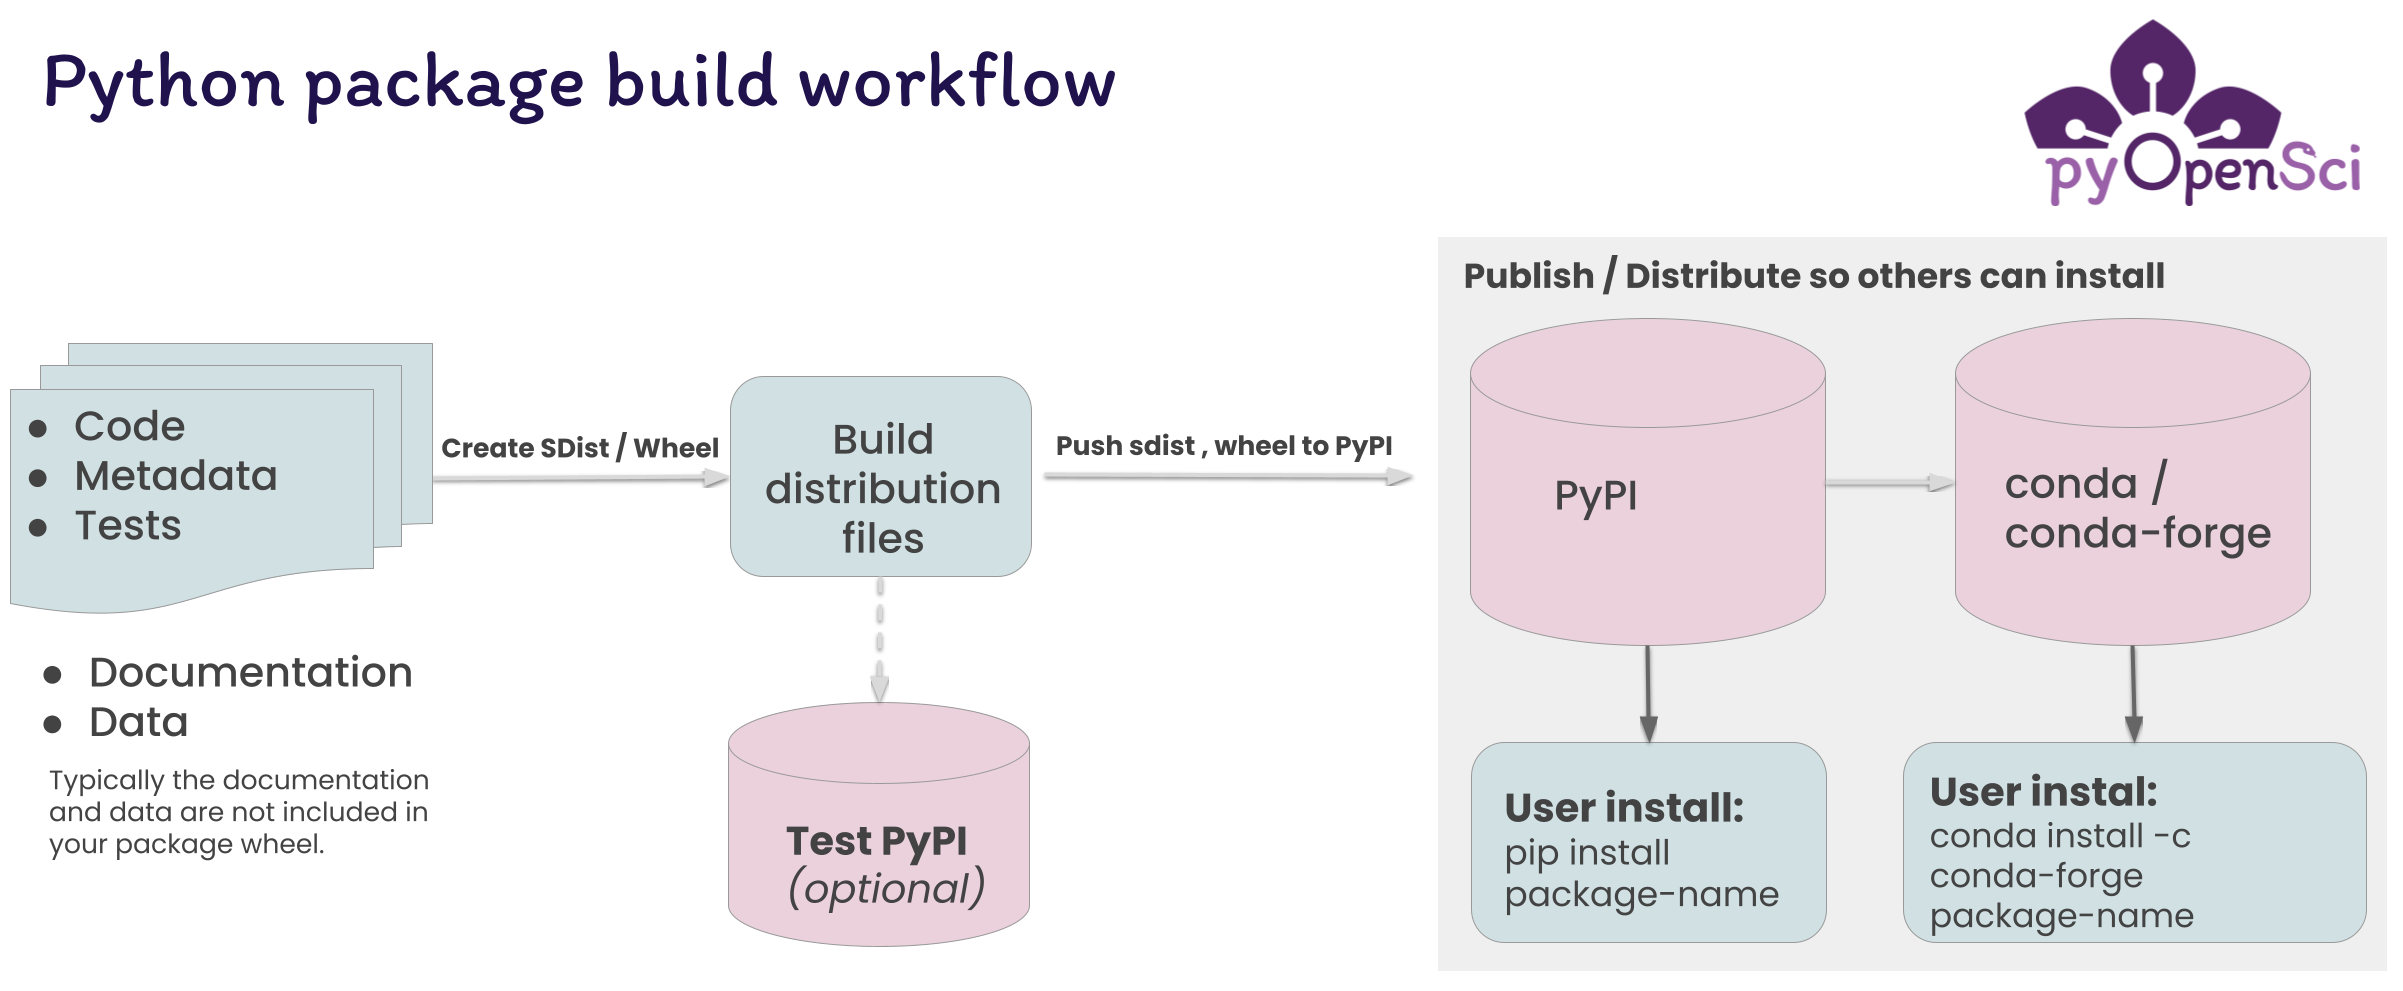 Python package build workflow
pyOpenSci
Publish / Distribute so others can install
● Code
● Metadata
● Tests
Create SDist / Wheel
Build
distribution
files
Push sdist , wheel to PyPI
PyPI
conda /
conda-forge
● Documentation
● Data
Typically the documentation
and data are not included in
your package wheel.
Test PyPI
(optional)
User install:
pip install
package-name
User instal:
conda install -c
conda-forge
package-name